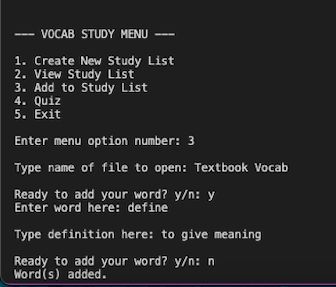 --- VOCAB STUDY MENU ---
1. Create New Study List
2. View Study List
3. Add to Study List
4. Quiz
5. Exit
Enter menu option number: 3
Type name of file to open: Textbook Vocab
Ready to add your word? y/n: y
Enter word here: define
Type definition here: to give meaning
Ready to add your word? y/n: n
Word(s) added.